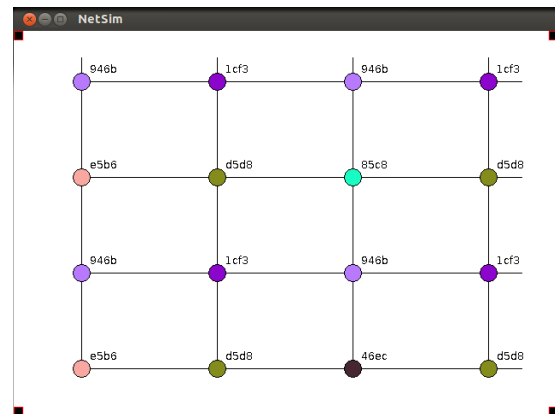 NetSim
946b 1cf3 946b 1cf3
e5b6 d5d8 85c8 d5d8
946b 1cf3 946b 1cf3
e5b6 d5d8 46ec d5d8